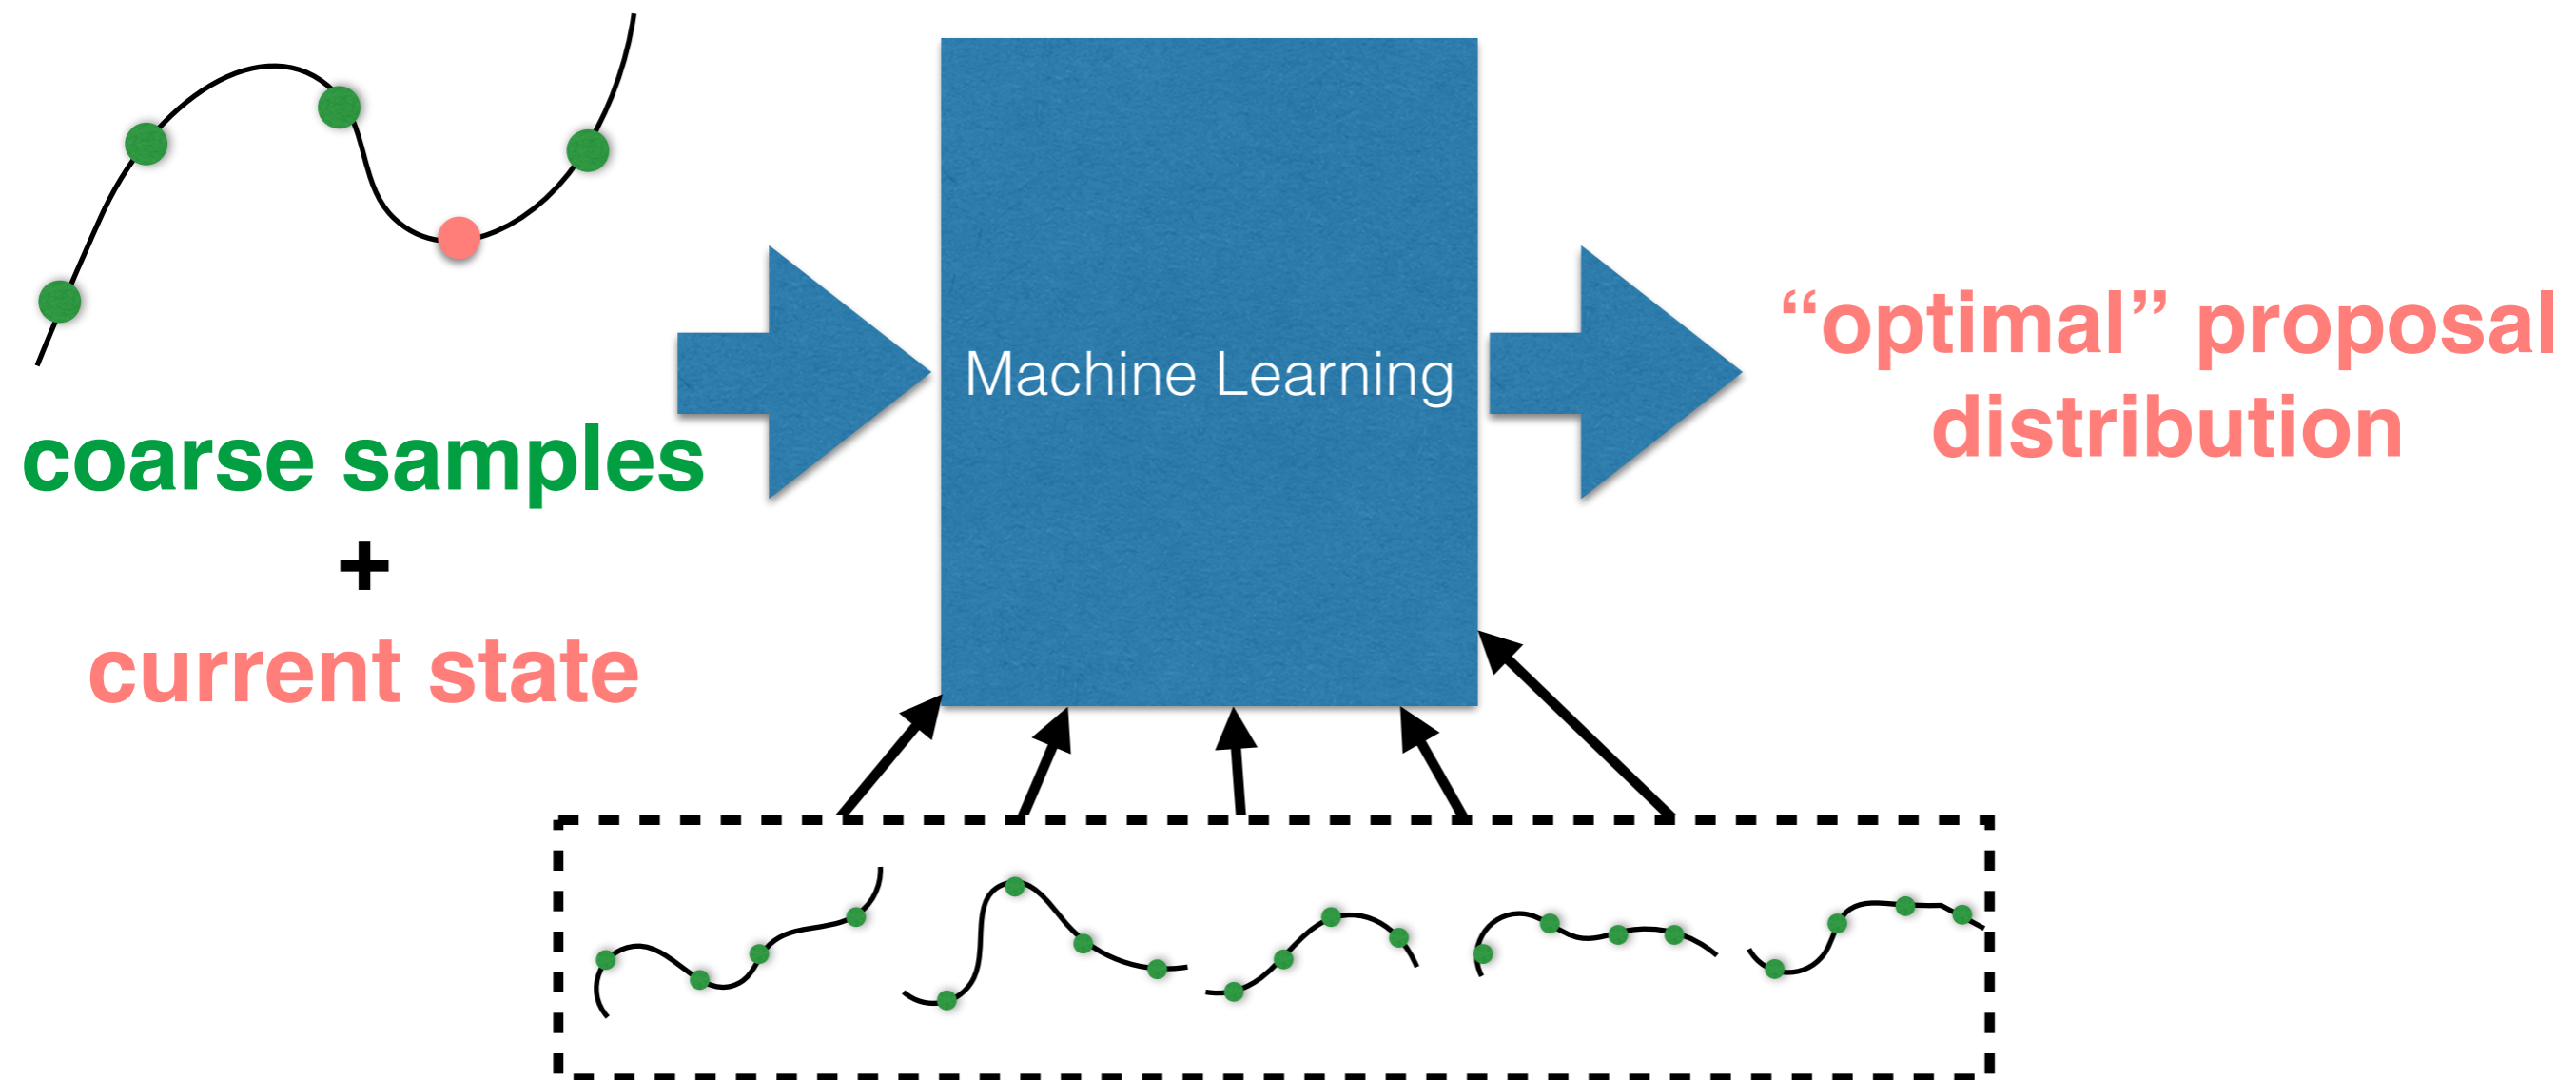 coarse samples
+
current state
Machine Learning
“optimal” proposal
distribution